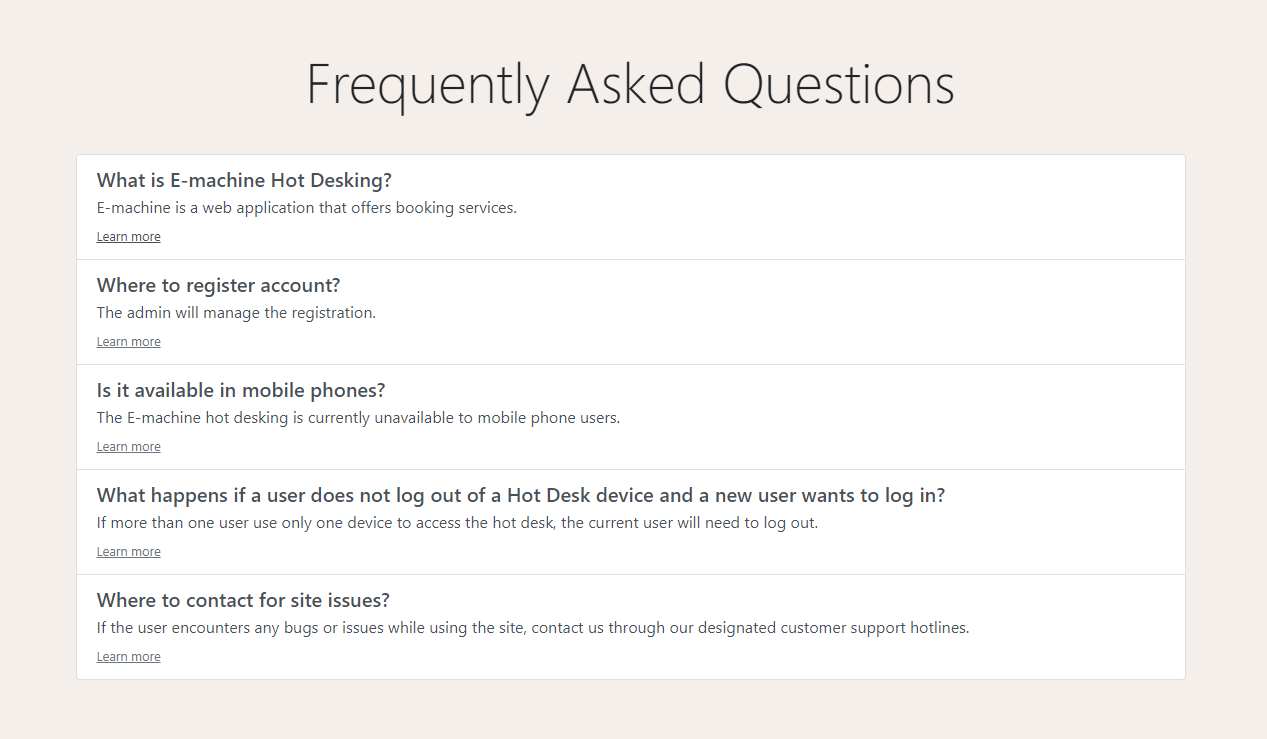 Frequently Asked Questions
What is E-machine Hot Desking?
E-machine is a web application that offers booking services.
Learn more
Where to register account?
The admin will manage the registration.
Learn more
Is it available in mobile phones?
The E-machine hot desking is currently unavailable to mobile phone users.
Learn more
What happens if a user does not log out of a Hot Desk device and a new user wants to log in?
If more than one user use only one device to access the hot desk, the current user will need to log out.
Learn more
Where to contact for site issues?
If the user encounters any bugs or issues while using the site, contact us through our designated customer support hotlines.
Learn more